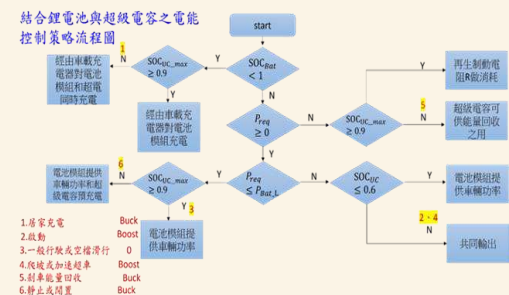 結合鋰電池與超級電容之電能
控制策略流程圖
start
1
經由車載充
電器對電池
模組和超電
同時充電
N
SOC_UC_max
≥ 0.9
Y
SOC_Bat
< 1
Y
經由車載充
電器對電池
模組充電
N
P_req
≥ 0
N
SOC_UC_max
≥ 0.9
Y
再生制動電
阻R做消耗
5
N
超級電容可
供能量回收
之用
Y
6
電池模組提供
車輛功率和超
級電容預充電
N
SOC_UC_max
≥ 0.9
Y
P_req
≤ P_Bat_L
N
SOC_UC
≤ 0.6
Y
電池模組提
供車輛功率
Y 3
電池模組提
供車輛功率
2、4
N
共同輸出
1.居家充電 Buck
2.啟動 Boost
3.一般行駛或空檔滑行 0
4.爬坡或加速超車 Boost
5.剎車能量回收 Buck
6.靜止或閒置 Buck